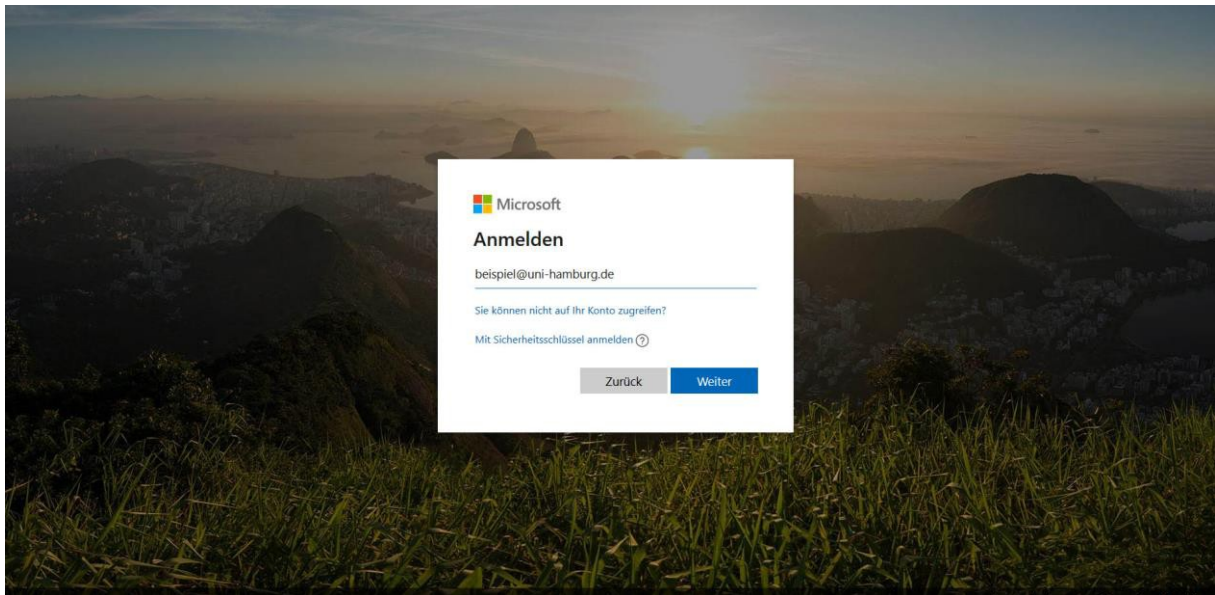 Microsoft
Anmelden
beispiel@uni-hamburg.de
Sie können nicht auf Ihr Konto zugreifen?
Mit Sicherheitsschlüssel anmelden ?
Zurück Weiter